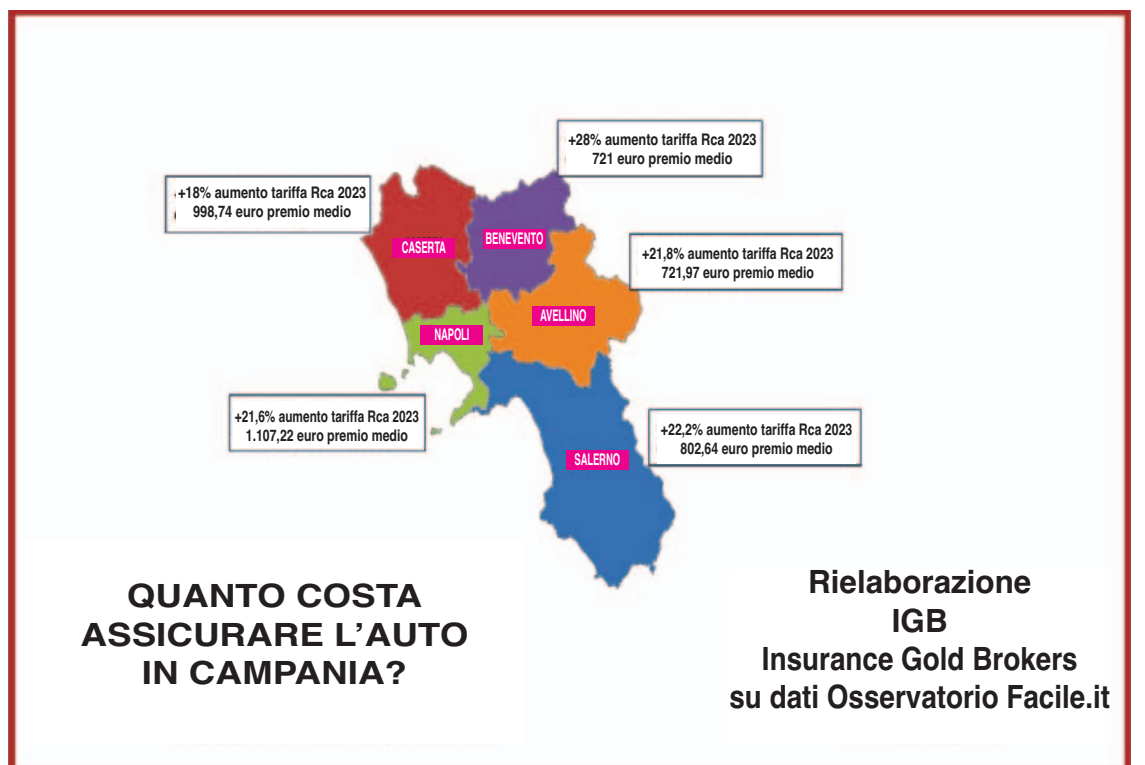 +28% aumento tariffa Rca 2023
721 euro premio medio
+18% aumento tariffa Rca 2023
998,74 euro premio medio
CASERTA
BENEVENTO
+21,8% aumento tariffa Rca 2023
721,97 euro premio medio
NAPOLI
AVELLINO
+21,6% aumento tariffa Rca 2023
1.107,22 euro premio medio
+22,2% aumento tariffa Rca 2023
802,64 euro premio medio
SALERNO
QUANTO COSTA
ASSICURARE L'AUTO
IN CAMPANIA?
Rielaborazione
IGB
Insurance Gold Brokers
su dati Osservatorio Facile.it